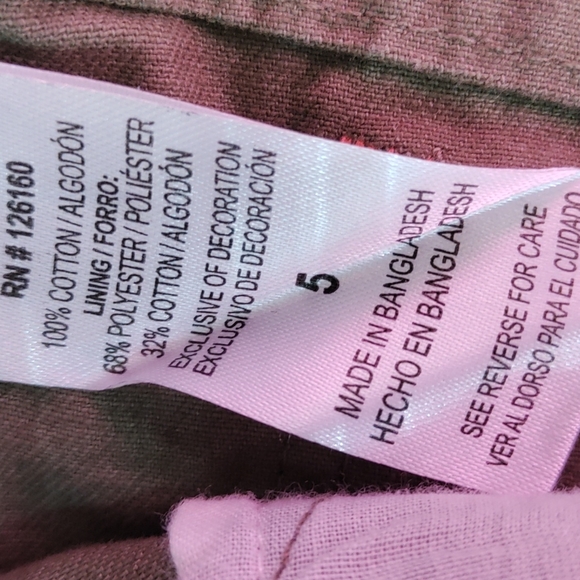 RN # 126160
100% COTTON / ALGODÓN
LINING / FORRO:
68% POLYESTER / POLIÉSTER
32% COTTON / ALGODÓN
EXCLUSIVE OF DECORATION
EXCLUSIVO DE DECORACIÓN
5
MADE IN BANGLADESH
HECHO EN BANGLADESH
SEE REVERSE FOR CARE
VER AL DORSO PARA EL CUIDADO